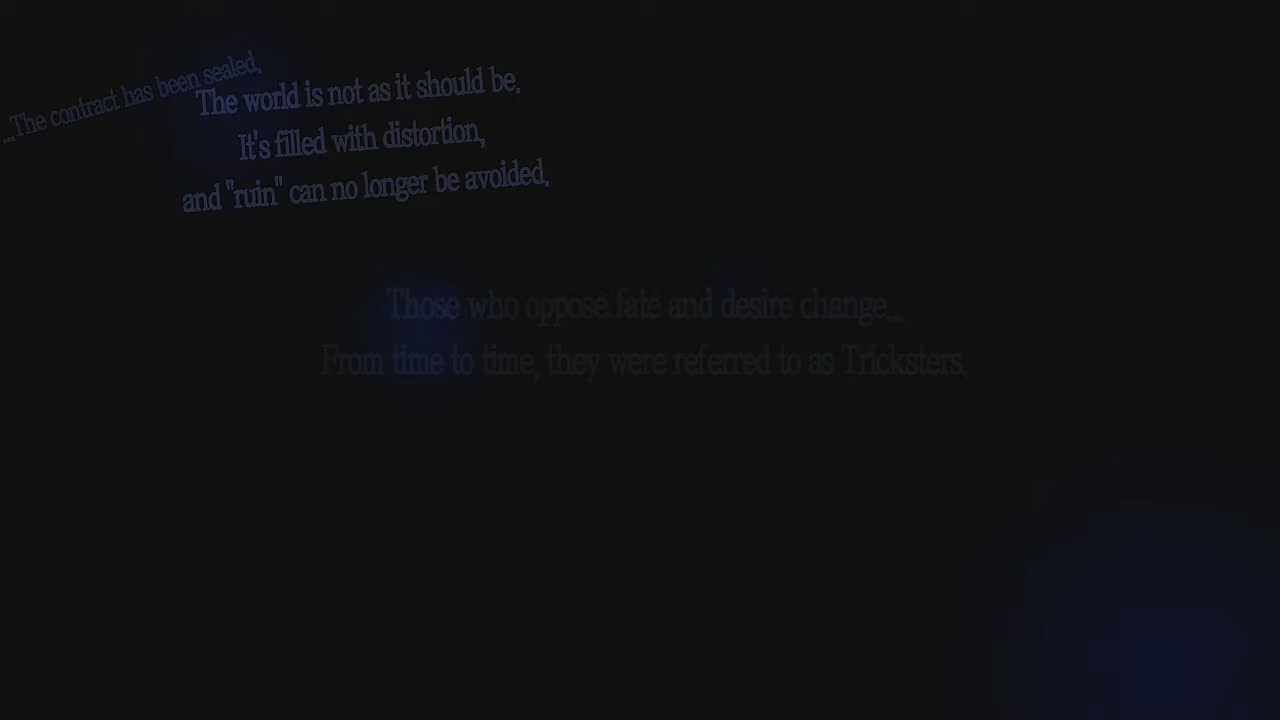 ...The contract has been sealed.
The world is not as it should be.
It's filled with distortion,
and "ruin" can no longer be avoided.
Those who oppose fate and desire change...
From time to time, they were referred to as Tricksters.